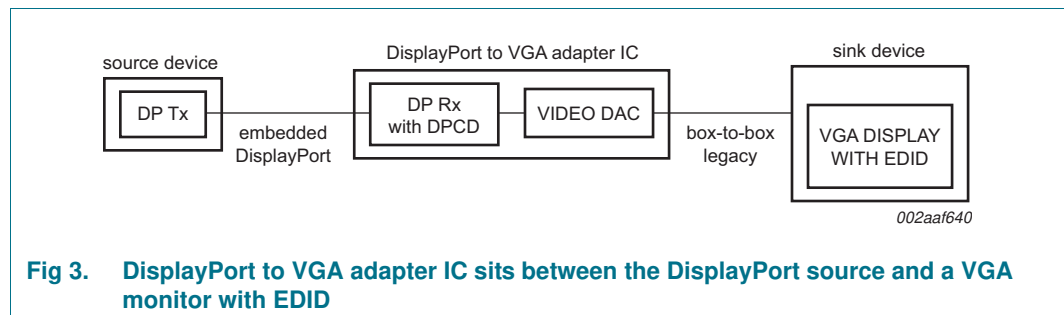 DisplayPort to VGA adapter IC
source device
sink device
DP Tx
DP Rx
with DPCD
VIDEO DAC
VGA DISPLAY
WITH EDID
embedded
DisplayPort
box-to-box
legacy
002aaf640
Fig 3. DisplayPort to VGA adapter IC sits between the DisplayPort source and a VGA
monitor with EDID